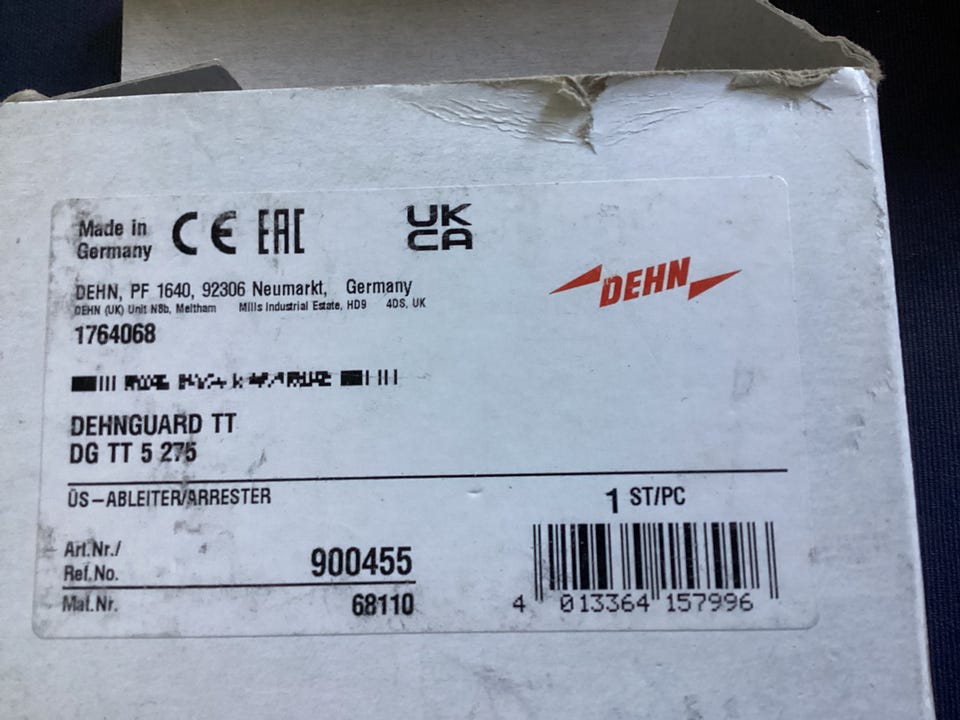 Made in
Germany
CE EAC
UK
CA
DEHN, PF 1640, 92306 Neumarkt, Germany
DEHN (UK) Unit N8b, Meltham Mills Industrial Estate, HD9 4DS, UK
1764068
DEHN
DEHNGUARD TT
DG TT 5 275
ÜS-ABLEITER/ARRESTER
1 ST/PC
Art.Nr./
Ref.No.
900455
Mat.Nr.
68110
4 013364 157996